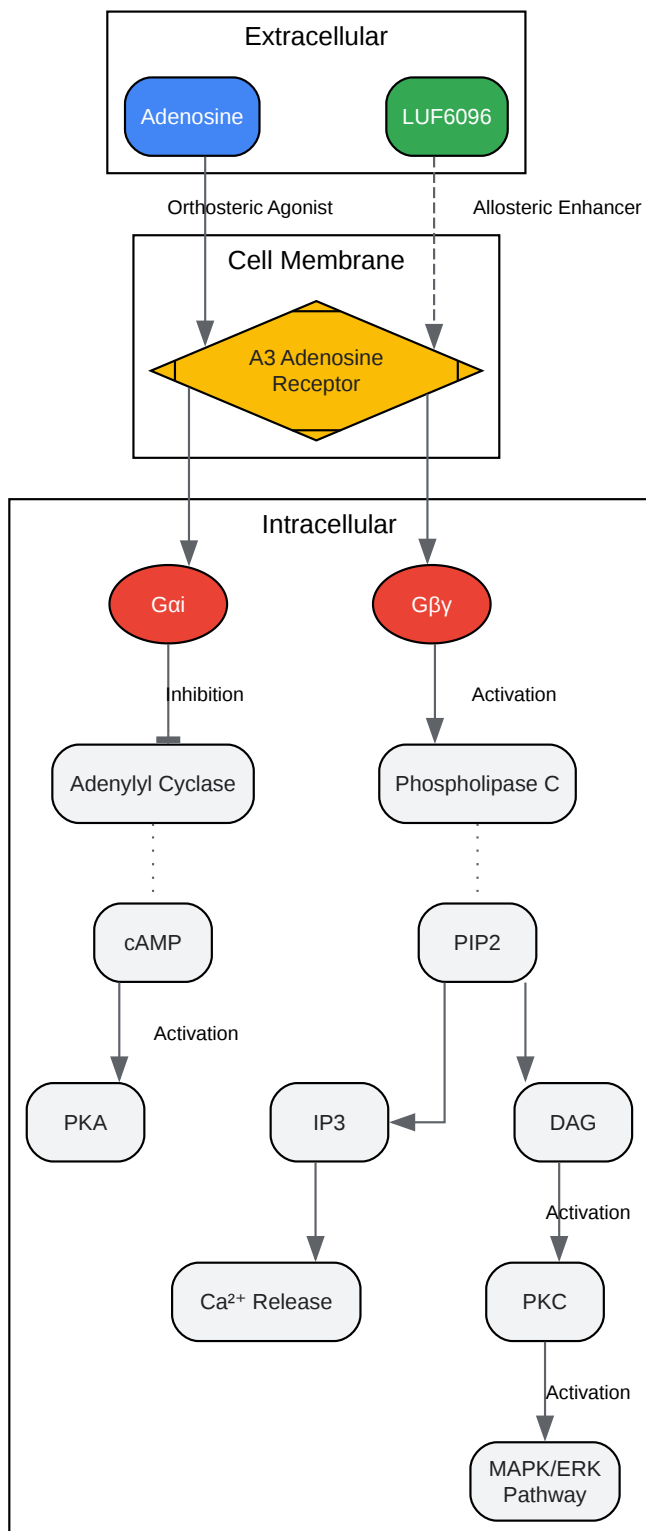 Extracellular
Adenosine
LUF6096
Orthosteric Agonist
Allosteric Enhancer
Cell Membrane
A3 Adenosine
Receptor
Intracellular
Gαi
Gβγ
Inhibition
Activation
Adenylyl Cyclase
Phospholipase C
cAMP
PIP2
Activation
PKA
IP3
DAG
Activation
Ca²⁺ Release
PKC
Activation
MAPK/ERK
Pathway